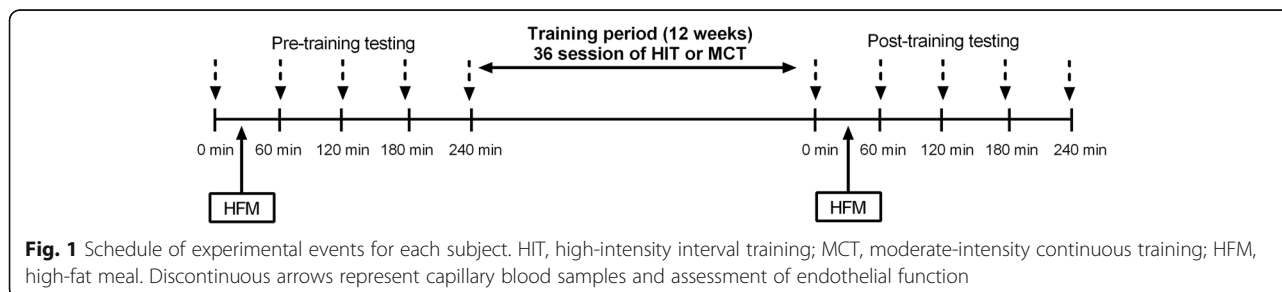 Pre-training testing
Training period (12 weeks)
36 session of HIT or MCT
Post-training testing
0 min 60 min 120 min 180 min 240 min
0 min 60 min 120 min 180 min 240 min
HFM
HFM
Fig. 1 Schedule of experimental events for each subject. HIT, high-intensity interval training; MCT, moderate-intensity continuous training; HFM,
high-fat meal. Discontinuous arrows represent capillary blood samples and assessment of endothelial function